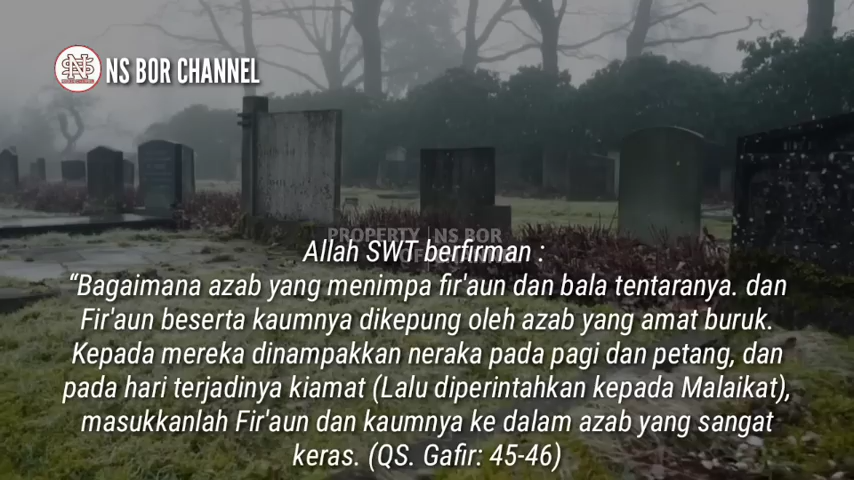 NS BOR CHANNEL
PROPERTY NS BOR
Allah SWT berfirman :
“Bagaimana azab yang menimpa fir'aun dan bala tentaranya. dan
Fir'aun beserta kaumnya dikepung oleh azab yang amat buruk.
Kepada mereka dinampakkan neraka pada pagi dan petang, dan
pada hari terjadinya kiamat (Lalu diperintahkan kepada Malaikat),
masukkanlah Fir'aun dan kaumnya ke dalam azab yang sangat
keras. (QS. Gafir: 45-46)